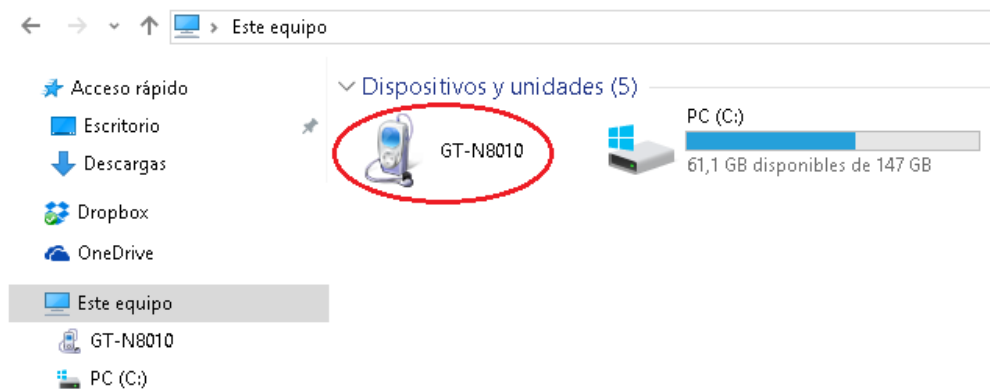 Este equipo
Acceso rápido
Escritorio
Descargas
Dropbox
OneDrive
Este equipo
GT-N8010
PC (C:)
Dispositivos y unidades (5)
GT-N8010
PC (C:)
61,1 GB disponibles de 147 GB